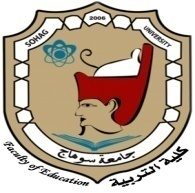 2006
SOHAG UNIVERSITY
جامعة سوهاج
Faculty of Education
كلية التربية